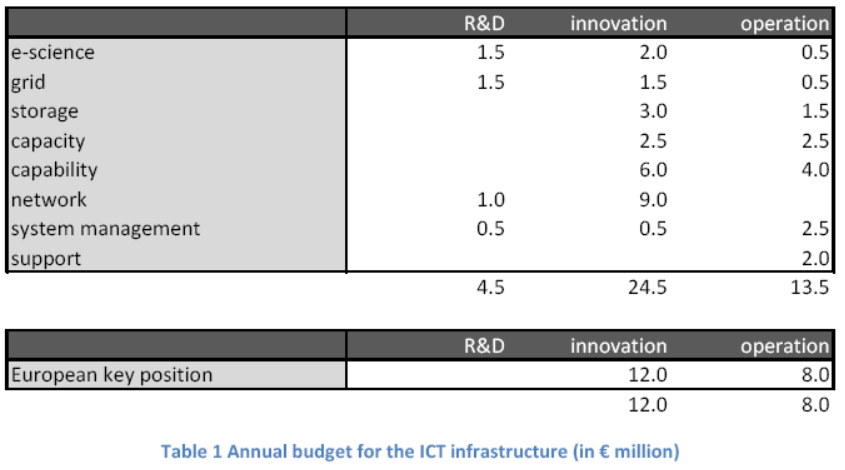 R&D innovation operation
e-science 1.5 2.0 0.5
grid 1.5 1.5 0.5
storage 3.0 1.5
capacity 2.5 2.5
capability 6.0 4.0
network 1.0 9.0
system management 0.5 0.5 2.5
support 2.0
4.5 24.5 13.5
R&D innovation operation
European key position 12.0 8.0
12.0 8.0
Table 1 Annual budget for the ICT infrastructure (in € million)